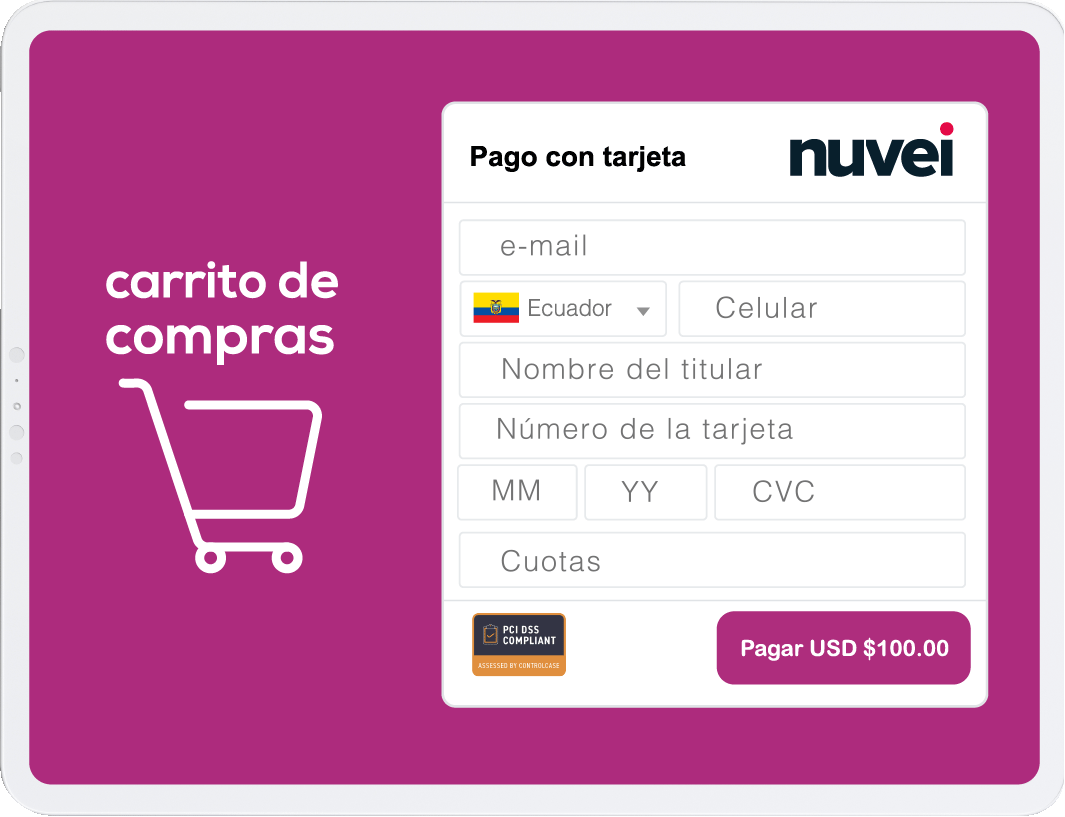 carrito de
compras
Pago con tarjeta
nuvei
e-mail
Ecuador
Celular
Nombre del titular
Número de la tarjeta
MM
YY
CVC
Cuotas
PCI DSS
COMPLIANT
ASSESSED BY CONTROLCASE
Pagar USD $100.00